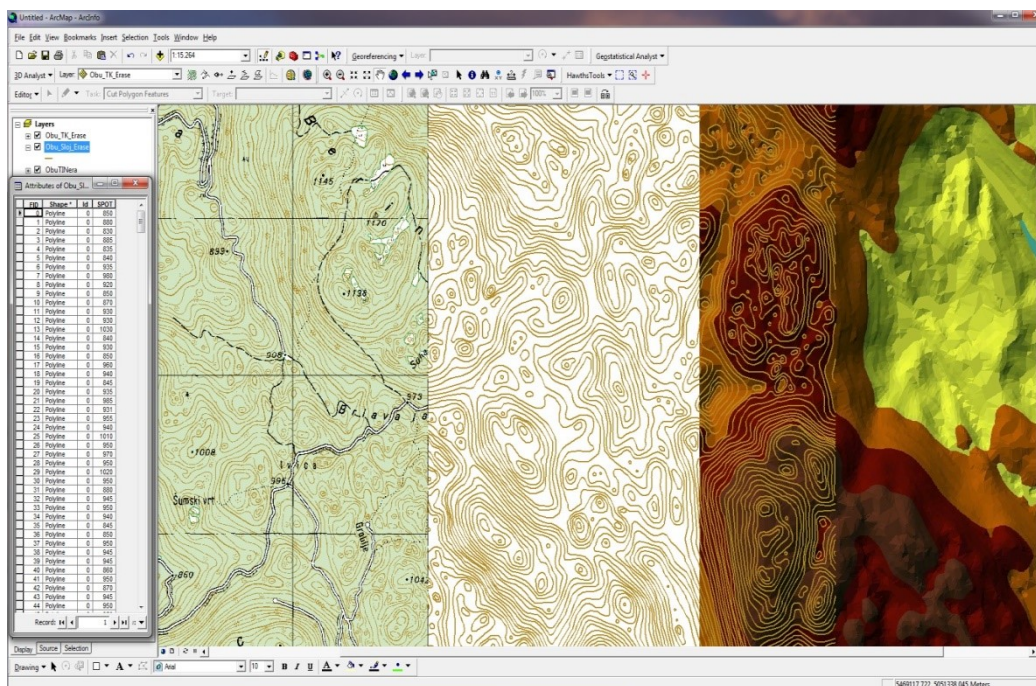 Untitled - ArcMap - ArcInfo
File Edit View Bookmarks Insert Selection Tools Window Help
1:15.264 Georeferencing Layer: Geostatistical Analyst
3D Analyst Layer: Obu_TK_Erase HawthsTools
Editor Task: Cut Polygon Features Target: 100%
Layers
Obu_TK_Erase
Obu_Sloj_Erase
ObuTINera
Attributes of Obu_Sl...
FID Shape * Id SPOT
0 Polyline 0 850
1 Polyline 0 880
2 Polyline 0 830
3 Polyline 0 885
4 Polyline 0 835
5 Polyline 0 840
6 Polyline 0 935
7 Polyline 0 980
8 Polyline 0 920
9 Polyline 0 850
10 Polyline 0 870
11 Polyline 0 930
12 Polyline 0 930
13 Polyline 0 1030
14 Polyline 0 840
15 Polyline 0 930
16 Polyline 0 850
17 Polyline 0 960
18 Polyline 0 940
19 Polyline 0 845
20 Polyline 0 935
21 Polyline 0 985
22 Polyline 0 931
23 Polyline 0 955
24 Polyline 0 940
25 Polyline 0 1010
26 Polyline 0 950
27 Polyline 0 970
28 Polyline 0 950
29 Polyline 0 1020
30 Polyline 0 950
31 Polyline 0 880
32 Polyline 0 945
33 Polyline 0 950
34 Polyline 0 940
35 Polyline 0 845
36 Polyline 0 850
37 Polyline 0 950
38 Polyline 0 945
39 Polyline 0 945
40 Polyline 0 860
41 Polyline 0 950
42 Polyline 0 870
43 Polyline 0 945
44 Polyline 0 950
Record: 1
Display Source Selection
1145
1120
899
1138
908
973
Brlavaja
1008
Ivica
998
Šumski vrt
Groblje
860
Drawing Arial 10 B I U A
5469117,722 5051338,045 Meters